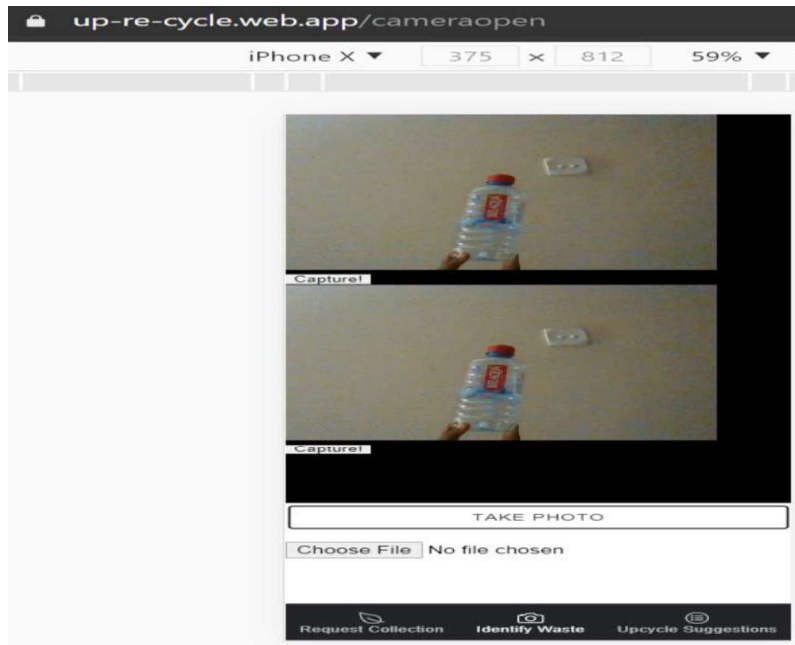 up-re-cycle.web.app/cameraopen
iPhone X ▼ 375 × 812 59% ▼
Capture!
Capture!
TAKE PHOTO
Choose File No file chosen
Request Collection Identify Waste Upcycle Suggestions